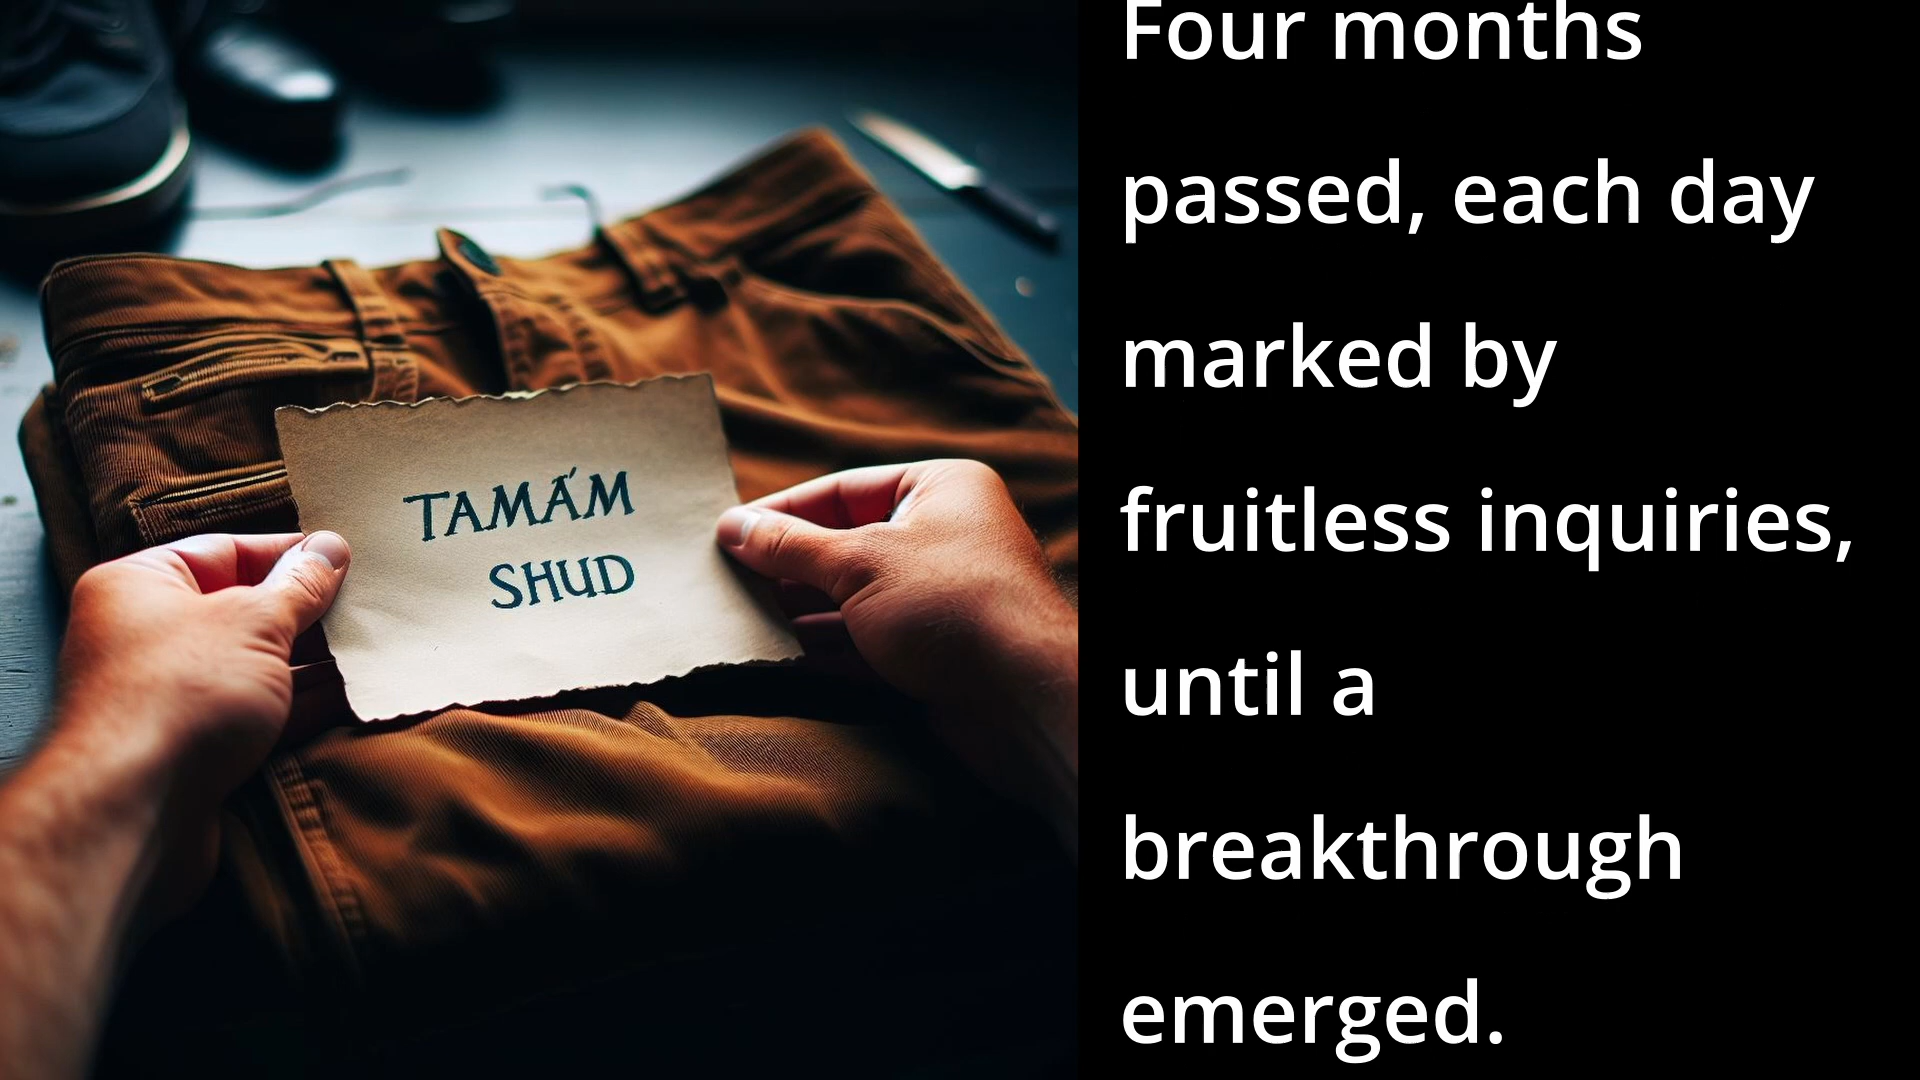 TAMÁM
SHUD
Four months
passed, each day
marked by
fruitless inquiries,
until a
breakthrough
emerged.